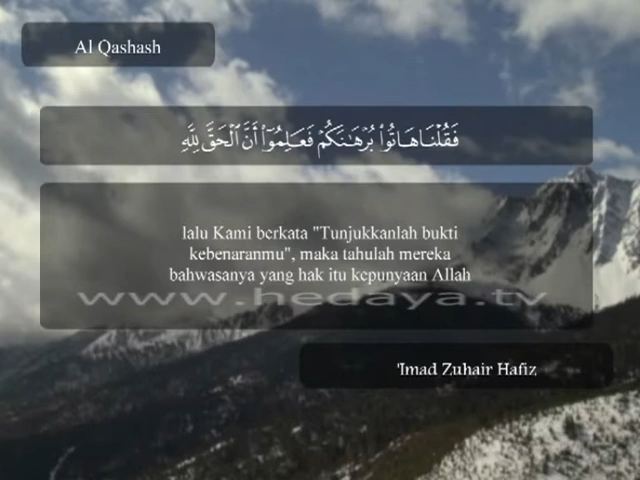 Al Qashash
فَقُلْنَا هَاتُوا۟ بُرْهَـٰنَكُمْ فَعَلِمُوٓا۟ أَنَّ ٱلْحَقَّ لِلَّهِ
lalu Kami berkata "Tunjukkanlah bukti
kebenaranmu", maka tahulah mereka
bahwasanya yang hak itu kepunyaan Allah
www.hedaya.tv
'Imad Zuhair Hafiz